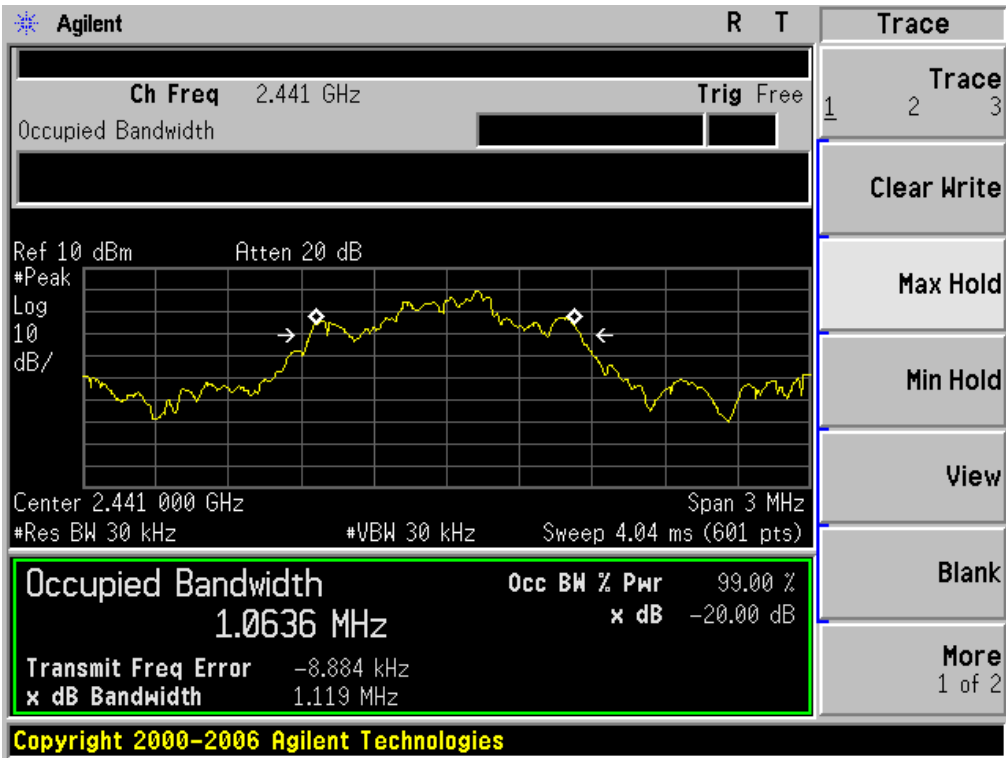 Agilent R T Trace
Ch Freq 2.441 GHz Trig Free
Trace
1 2 3
Occupied Bandwidth
Clear Write
Ref 10 dBm Atten 20 dB
#Peak
Log
10
dB/
Max Hold
Min Hold
View
Center 2.441 000 GHz Span 3 MHz
#Res BW 30 kHz #VBW 30 kHz Sweep 4.04 ms (601 pts)
Occupied Bandwidth Occ BW % Pwr 99.00 %
1.0636 MHz x dB -20.00 dB
Blank
Transmit Freq Error -8.884 kHz
x dB Bandwidth 1.119 MHz
More
1 of 2
Copyright 2000-2006 Agilent Technologies